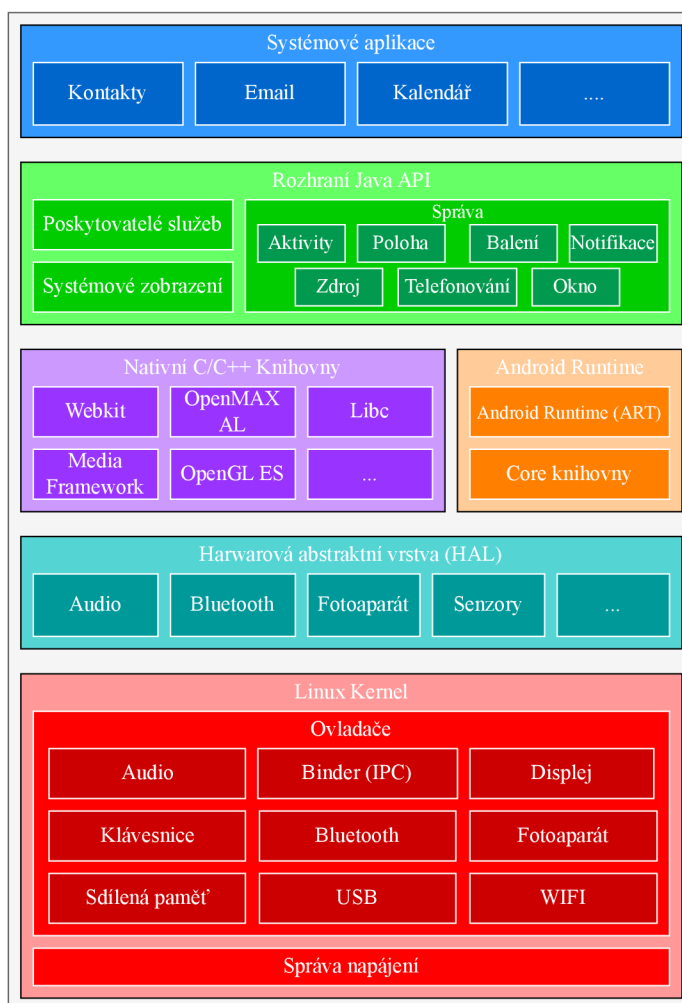 Systémové aplikace
Kontakty
Email
Kalendář
....
Rozhraní Java API
Poskytovatelé služeb
Systémové zobrazení
Správa
Aktivity
Poloha
Balení
Notifikace
Zdroj
Telefonování
Okno
Nativní C/C++ Knihovny
Webkit
OpenMAX
AL
Libc
Media
Framework
OpenGL ES
...
Android Runtime
Android Runtime (ART)
Core knihovny
Harwarová abstraktní vrstva (HAL)
Audio
Bluetooth
Fotoaparát
Senzory
...
Linux Kernel
Ovladače
Audio
Binder (IPC)
Displej
Klávesnice
Bluetooth
Fotoaparát
Sdílená paměť
USB
WIFI
Správa napájení